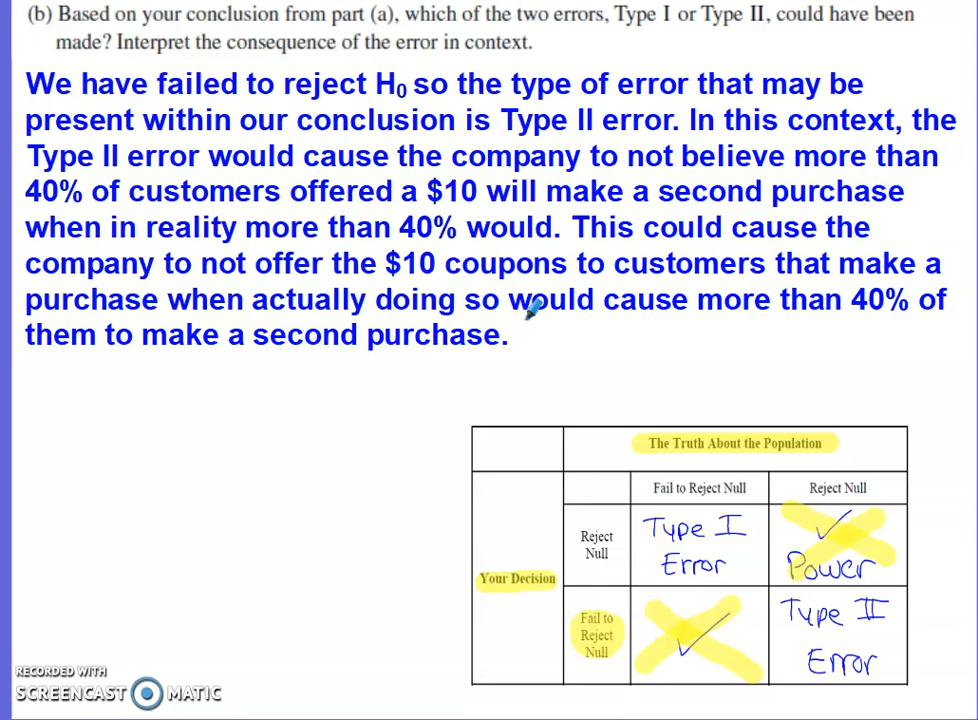 (b) Based on your conclusion from part (a), which of the two errors, Type I or Type II, could have been
made? Interpret the consequence of the error in context.
We have failed to reject H₀ so the type of error that may be
present within our conclusion is Type II error. In this context, the
Type II error would cause the company to not believe more than
40% of customers offered a $10 will make a second purchase
when in reality more than 40% would. This could cause the
company to not offer the $10 coupons to customers that make a
purchase when actually doing so would cause more than 40% of
them to make a second purchase.
The Truth About the Population
Fail to Reject Null
Reject Null
Your Decision
Reject
Null
Type I
Error
✓
Power
Fail to
Reject
Null
✓
Type II
Error
RECORDED WITH
SCREENCAST MATIC